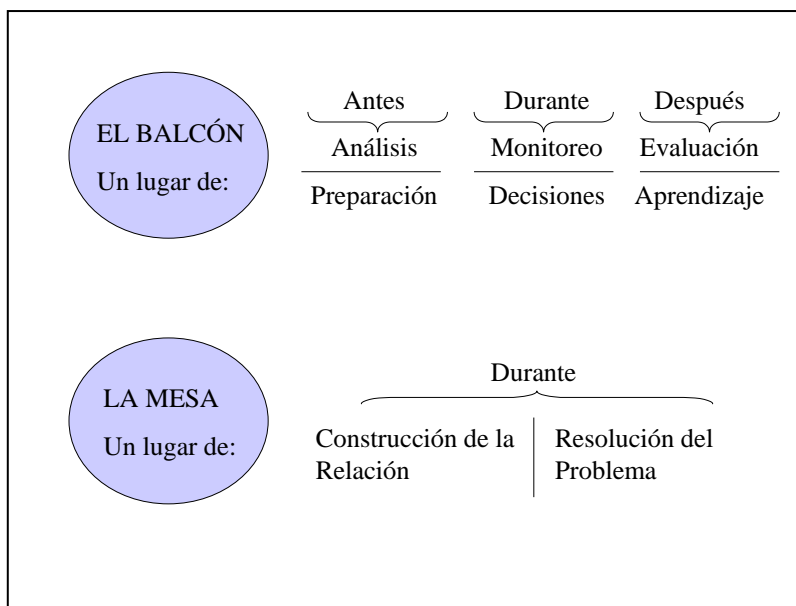 EL BALCÓN
Un lugar de:
Antes
Durante
Después
Análisis
Monitoreo
Evaluación
Preparación
Decisiones
Aprendizaje
LA MESA
Un lugar de:
Durante
Construcción de la
Relación
Resolución del
Problema